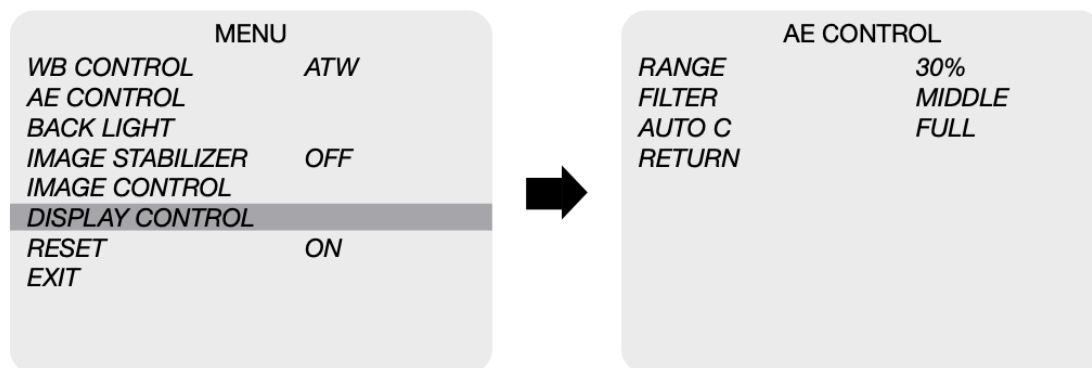 MENU
WB CONTROL ATW
AE CONTROL
BACK LIGHT
IMAGE STABILIZER OFF
IMAGE CONTROL
DISPLAY CONTROL
RESET ON
EXIT
AE CONTROL
RANGE 30%
FILTER MIDDLE
AUTO C FULL
RETURN